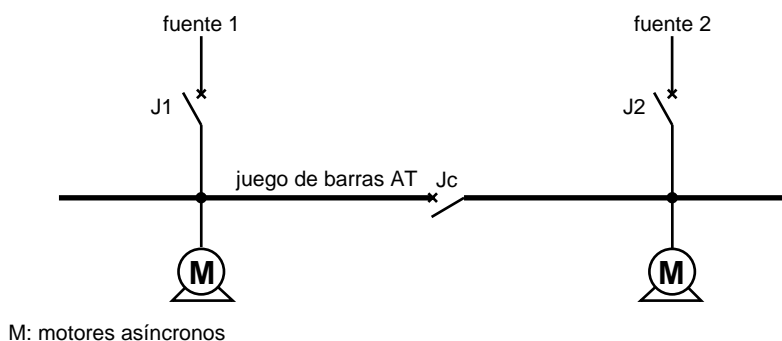 fuente 1
fuente 2
J1
J2
juego de barras AT
Jc
M
M
M: motores asíncronos